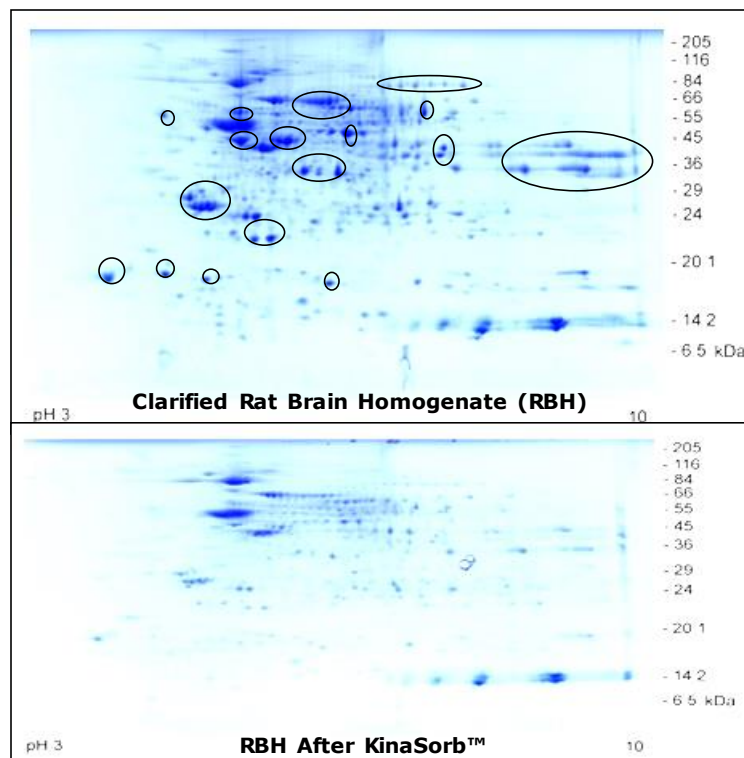 - 205
- 116
- 84
- 66
- 55
- 45
- 36
- 29
- 24
- 20 1
- 14 2
- 6 5 kDa
Clarified Rat Brain Homogenate (RBH)
pH 3 10
- 205
- 116
- 84
- 66
- 55
- 45
- 36
- 29
- 24
- 20 1
- 14 2
- 6 5 kDa
pH 3 RBH After KinaSorb™ 10